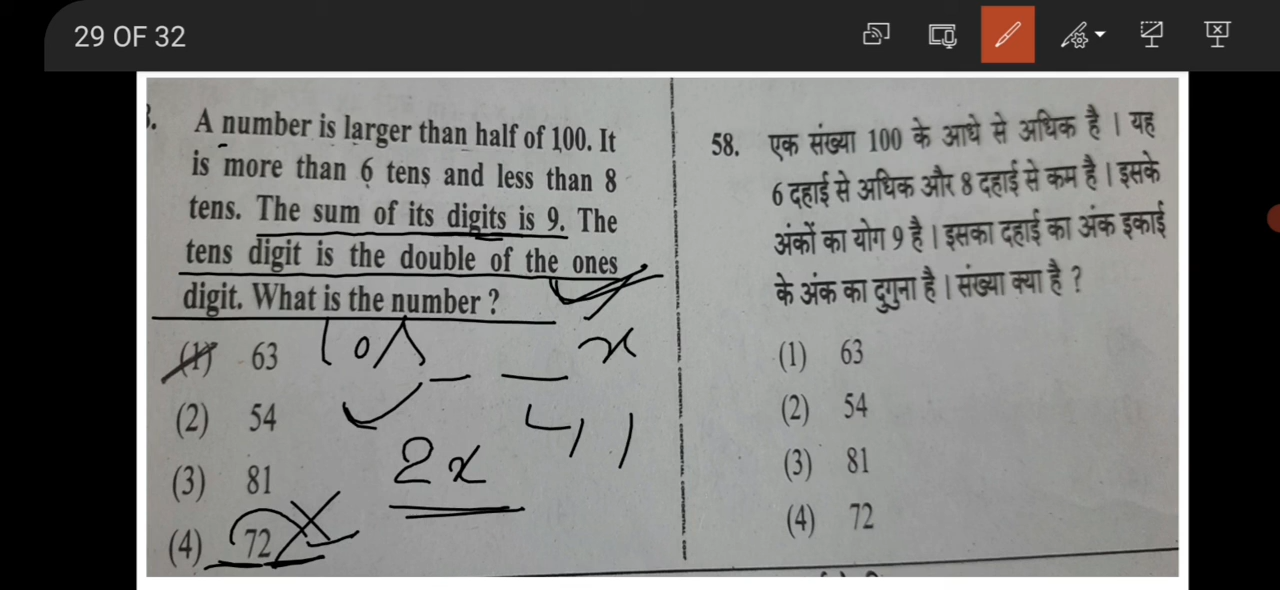 29 OF 32
A number is larger than half of 100. It
is more than 6 tens and less than 8
tens. The sum of its digits is 9. The
tens digit is the double of the ones
digit. What is the number ?
(1) 63
(2) 54
(3) 81
(4) 72
x
2x
58. एक संख्या 100 के आधे से अधिक है । यह
6 दहाई से अधिक और 8 दहाई से कम है । इसके
अंकों का योग 9 है । इसका दहाई का अंक इकाई
के अंक का दुगुना है । संख्या क्या है ?
(1) 63
(2) 54
(3) 81
(4) 72